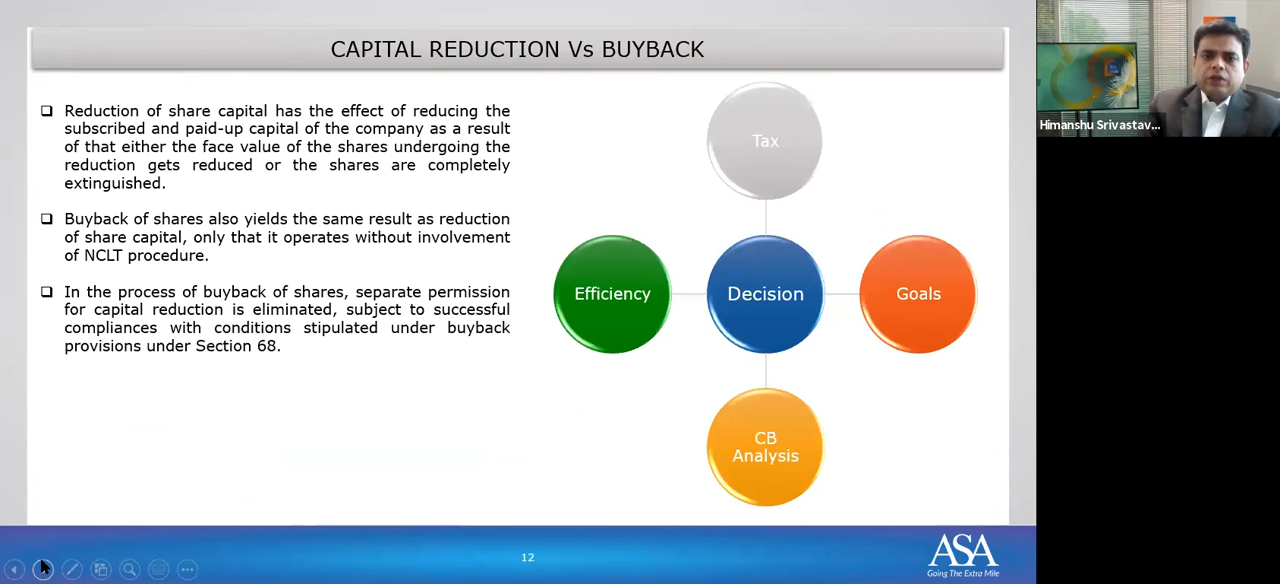 CAPITAL REDUCTION Vs BUYBACK
Reduction of share capital has the effect of reducing the
subscribed and paid-up capital of the company as a result
of that either the face value of the shares undergoing the
reduction gets reduced or the shares are completely
extinguished.
Buyback of shares also yields the same result as reduction
of share capital, only that it operates without involvement
of NCLT procedure.
In the process of buyback of shares, separate permission
for capital reduction is eliminated, subject to successful
compliances with conditions stipulated under buyback
provisions under Section 68.
Tax
Efficiency
Decision
Goals
CB
Analysis
12
ASA
Going The Extra Mile
Himanshu Srivastav...